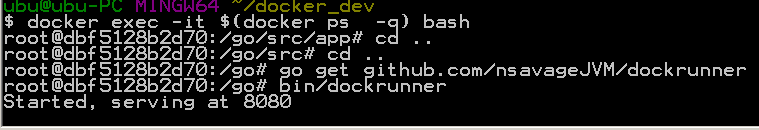 ubu@ubu-PC MINGW64 ~/docker_dev
$ docker exec -it $(docker ps  -q) bash
root@dbf5128b2d70:/go/src/app# cd ..
root@dbf5128b2d70:/go/src# cd ..
root@dbf5128b2d70:/go# go get github.com/nsavageJVM/dockrunner
root@dbf5128b2d70:/go# bin/dockrunner
Started, serving at 8080